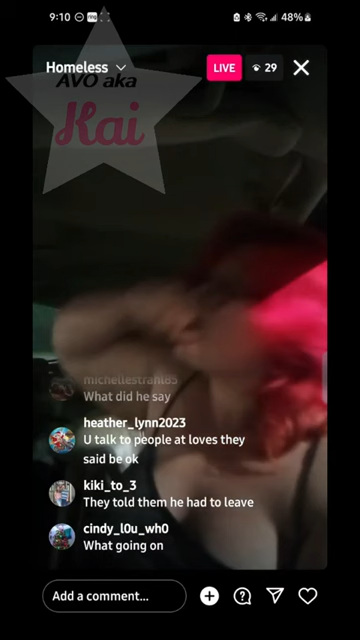 9:10
48%
Homeless
LIVE
29
AVO aka
Kai
michellestrahl85
What did he say
heather_lynn2023
U talk to people at loves they
said be ok
kiki_to_3
They told them he had to leave
cindy_l0u_wh0
What going on
Add a comment...